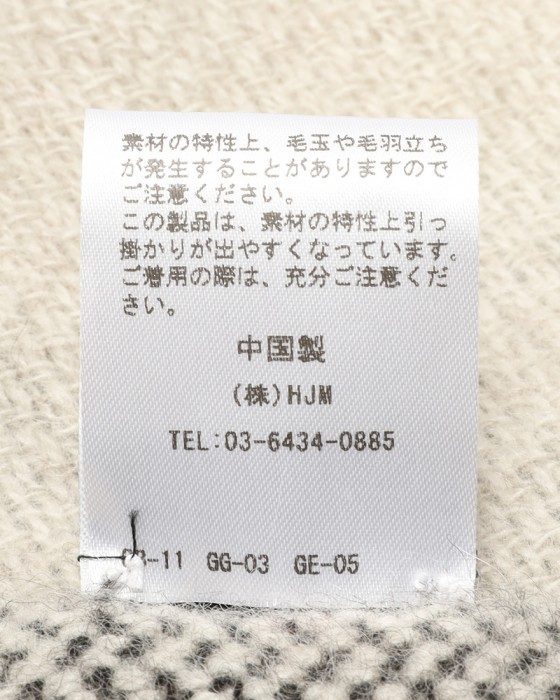 素材の特性上、毛玉や毛羽立ち
が発生することがありますので
ご注意ください。
この製品は、素材の特性上引っ
掛かりが出やすくなっています。
ご着用の際は、充分ご注意くだ
さい。
中国製
(株)HJM
TEL:03-6434-0885
GG-03 GE-05